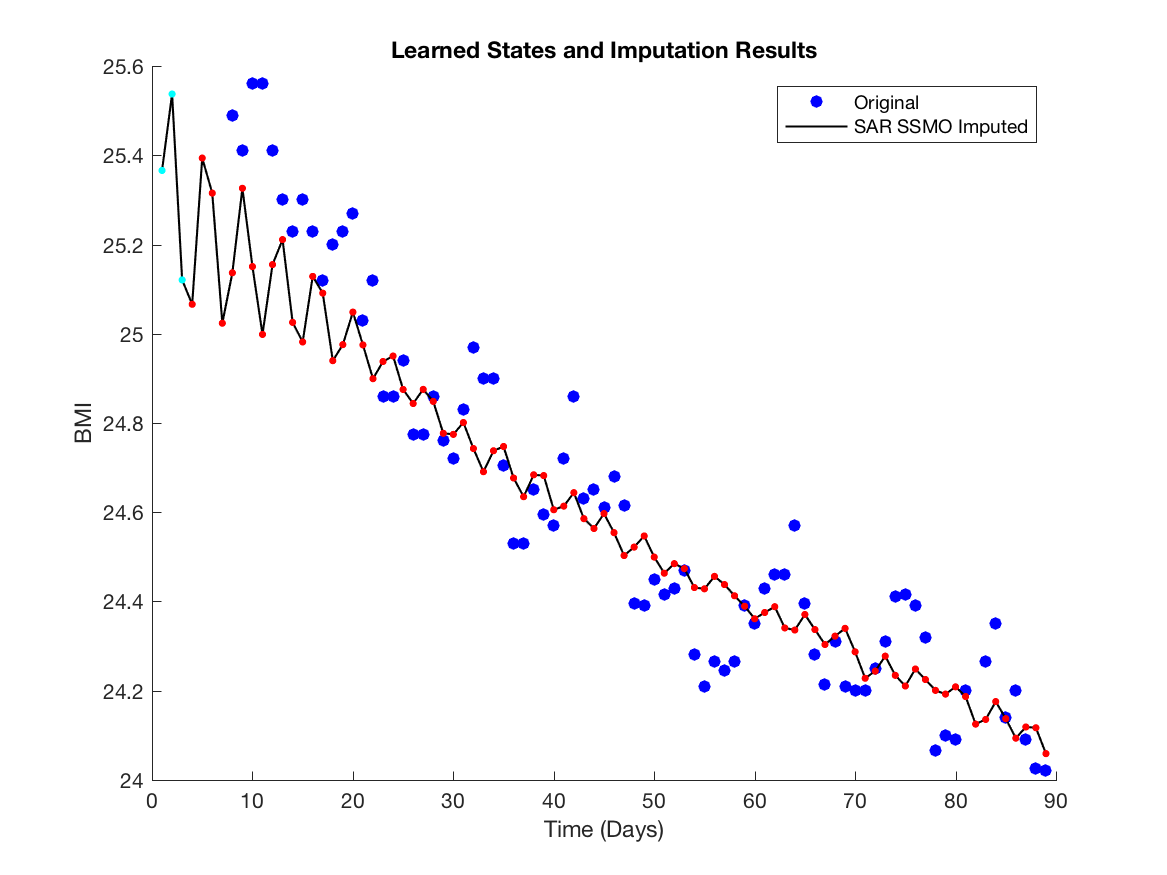 Learned States and Imputation Results
25.6
25.4
25.2
25
24.8
24.6
24.4
24.2
24
BMI
Original
SAR SSMO Imputed
0 10 20 30 40 50 60 70 80 90
Time (Days)